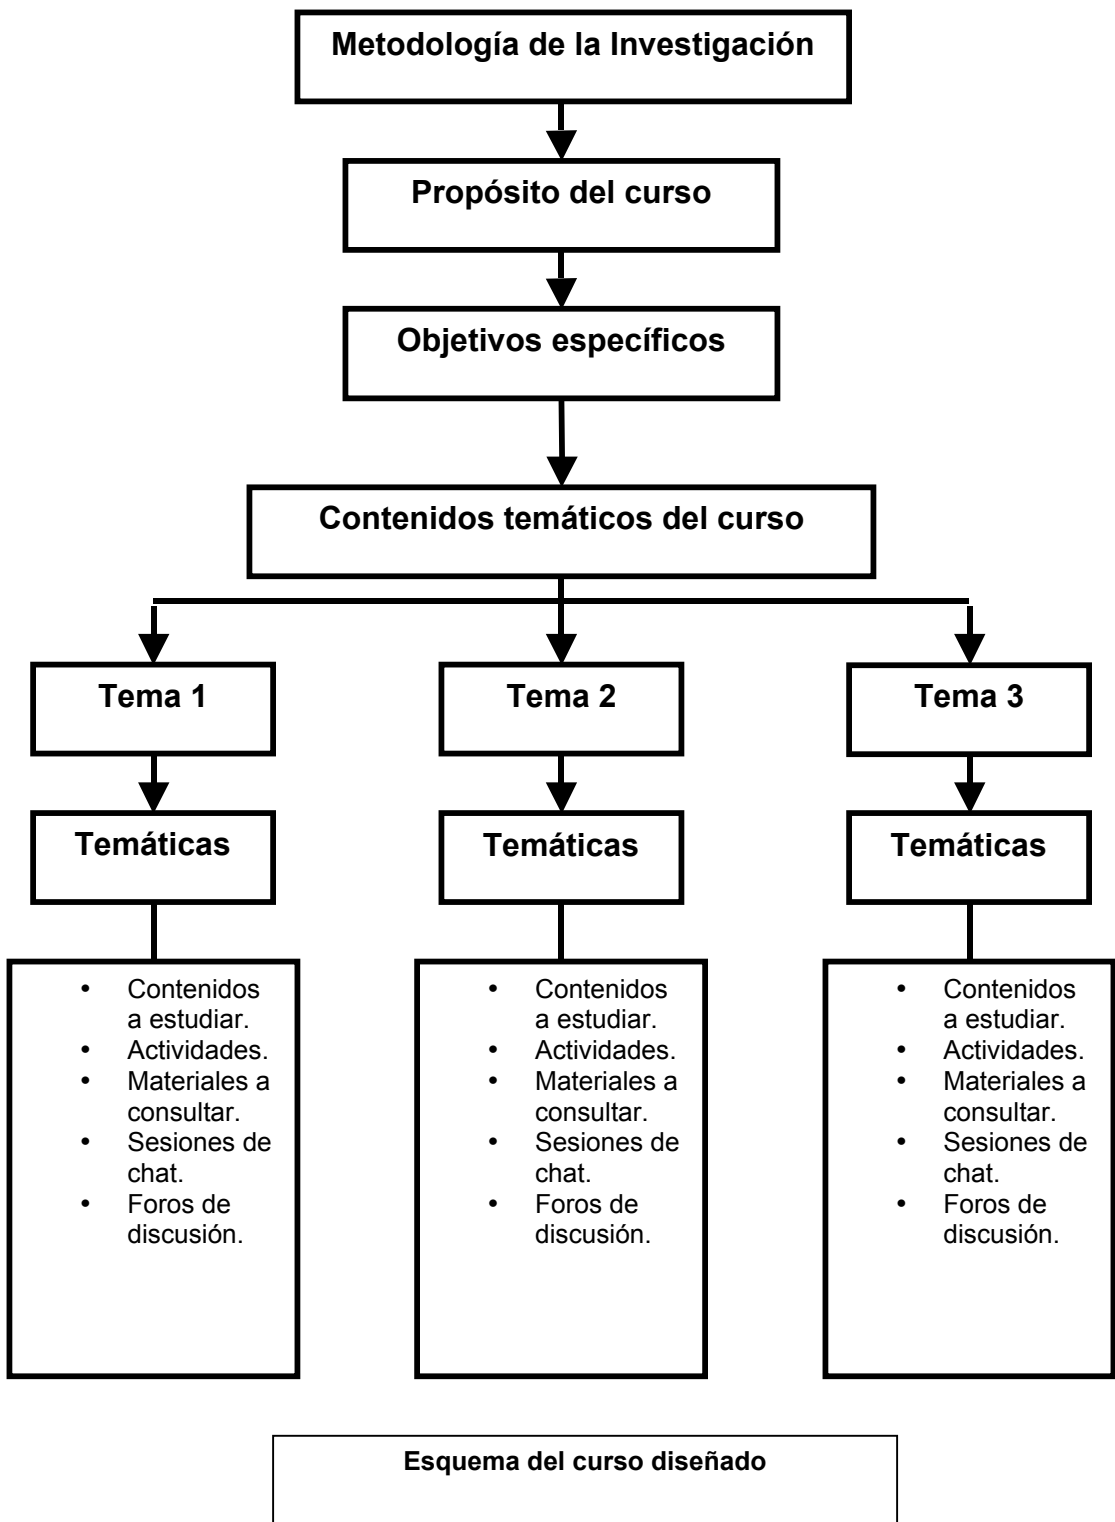 Metodología de la Investigación
Propósito del curso
Objetivos específicos
Contenidos temáticos del curso
Tema 1
Tema 2
Tema 3
Temáticas
Temáticas
Temáticas
• Contenidos
a estudiar.
• Actividades.
• Materiales a
consultar.
• Sesiones de
chat.
• Foros de
discusión.
• Contenidos
a estudiar.
• Actividades.
• Materiales a
consultar.
• Sesiones de
chat.
• Foros de
discusión.
• Contenidos
a estudiar.
• Actividades.
• Materiales a
consultar.
• Sesiones de
chat.
• Foros de
discusión.
Esquema del curso diseñado